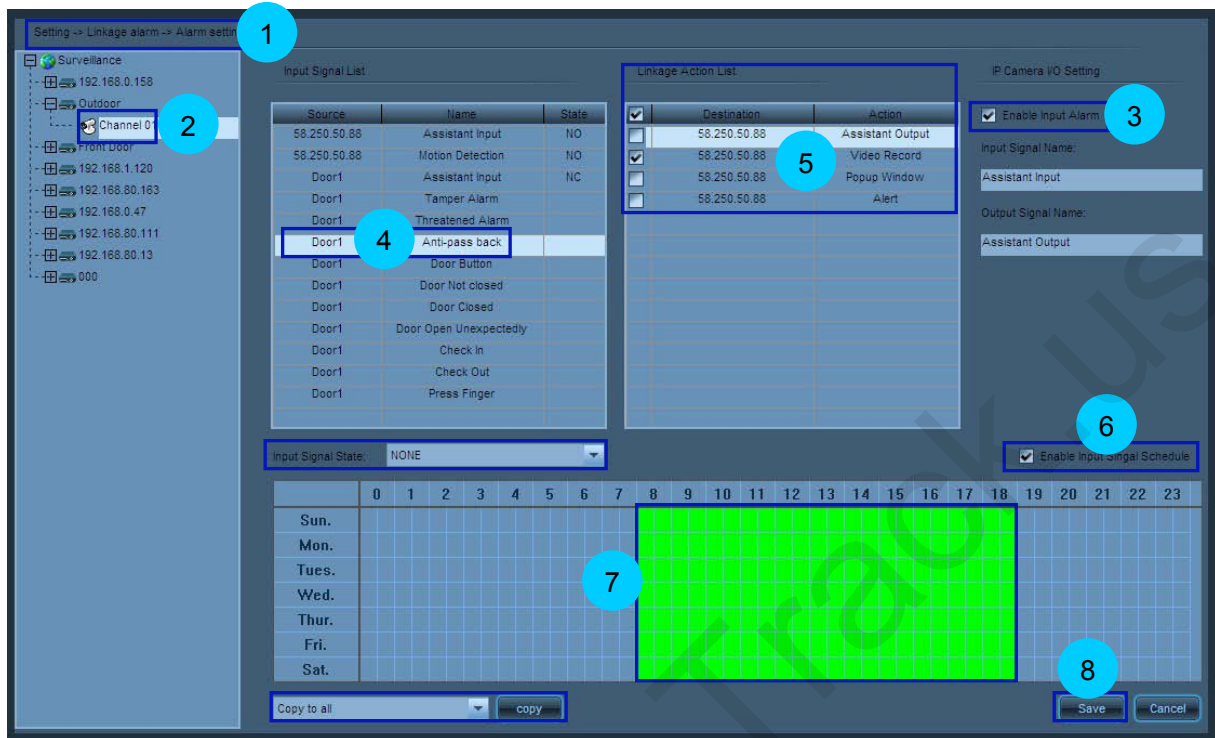 Setting -> Linkage alarm -> Alarm settin
1
Surveillance
192.168.0.158
Outdoor
Channel 01
2
Front Door
192.168.1.120
192.168.80.163
192.168.0.47
192.168.80.111
192.168.80.13
000
Input Signal List
Source Name State
58.250.50.88 Assistant Input NO
58.250.50.88 Motion Detection NO
Door1 Assistant Input NC
Door1 Tamper Alarm
Door1 Threatened Alarm
Door1 4 Anti-pass back
Door1 Door Button
Door1 Door Not closed
Door1 Door Closed
Door1 Door Open Unexpectedly
Door1 Check In
Door1 Check Out
Door1 Press Finger
Linkage Action List
Destination Action
58.250.50.88 Assistant Output
58.250.50.88 5 Video Record
58.250.50.88 Popup Window
58.250.50.88 Alert
IP Camera I/O Setting
Enable Input Alarm 3
Input Signal Name:
Assistant Input
Output Signal Name:
Assistant Output
Input Signal State: NONE
6
Enable Input Singal Schedule
0 1 2 3 4 5 6 7 8 9 10 11 12 13 14 15 16 17 18 19 20 21 22 23
Sun.
Mon.
Tues.
Wed.
7
Thur.
Fri.
Sat.
Copy to all copy
8
Save Cancel
Track.us